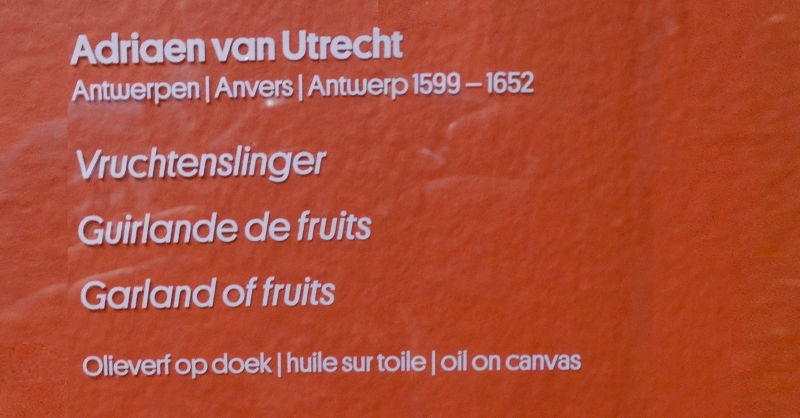 Adriaen van Utrecht
Antwerpen | Anvers | Antwerp 1599 – 1652
Vruchtenslinger
Guirlande de fruits
Garland of fruits
Olieverf op doek | huile sur toile | oil on canvas